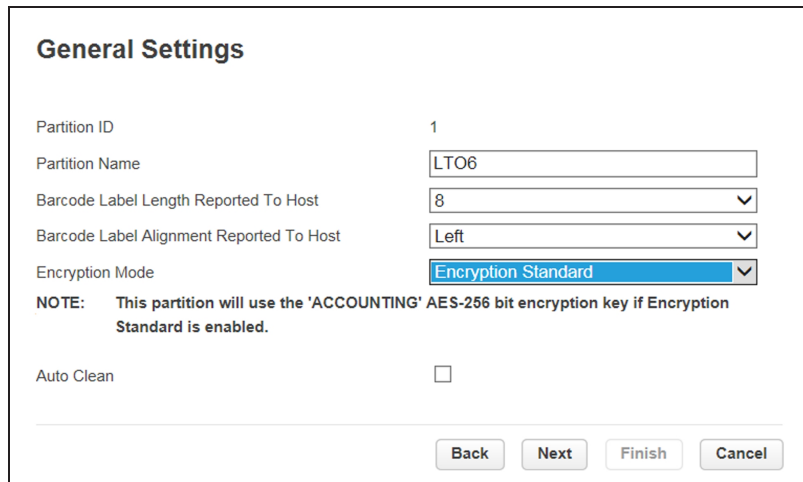 General Settings
Partition ID 1
Partition Name LTO6
Barcode Label Length Reported To Host 8
Barcode Label Alignment Reported To Host Left
Encryption Mode Encryption Standard
NOTE: This partition will use the 'ACCOUNTING' AES-256 bit encryption key if Encryption
Standard is enabled.
Auto Clean
Back Next Finish Cancel